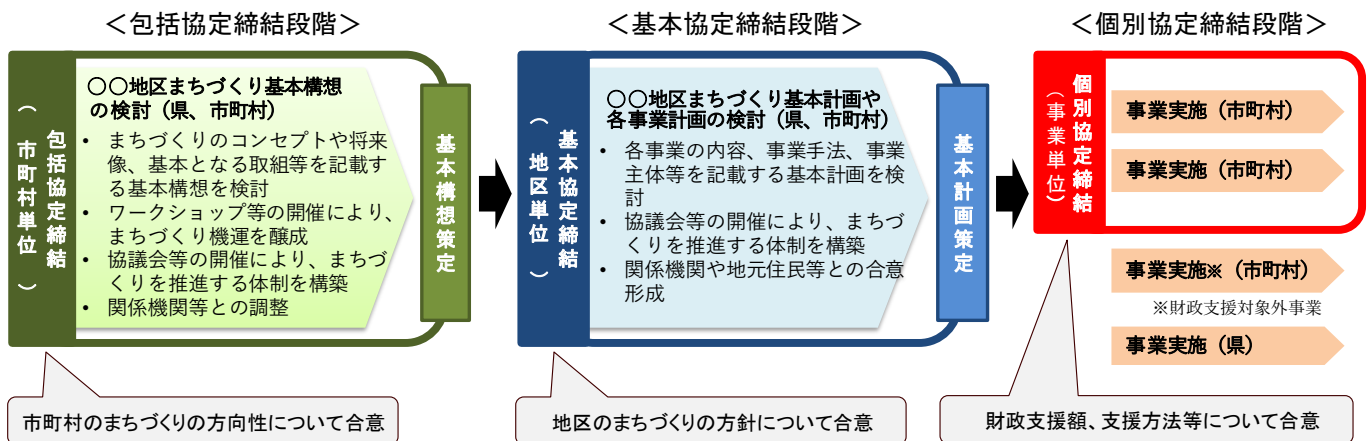 ＜包括協定締結段階＞
包括協定締結
（市町村単位）
○○地区まちづくり基本構想
の検討（県、市町村）
• まちづくりのコンセプトや将来
像、基本となる取組等を記載す
る基本構想を検討
• ワークショップ等の開催により、
まちづくり機運を醸成
• 協議会等の開催により、まちづ
くりを推進する体制を構築
• 関係機関等との調整
基本構想策定
市町村のまちづくりの方向性について合意
＜基本協定締結段階＞
基本協定締結
（地区単位）
○○地区まちづくり基本計画や
各事業計画の検討（県、市町村）
• 各事業の内容、事業手法、事業
主体等を記載する基本計画を検
討
• 協議会等の開催により、まちづ
くりを推進する体制を構築
• 関係機関や地元住民等との合意
形成
基本計画策定
地区のまちづくりの方針について合意
＜個別協定締結段階＞
個別協定締結
（事業単位）
事業実施（市町村）
事業実施（市町村）
事業実施※（市町村）
※財政支援対象外事業
事業実施（県）
財政支援額、支援方法等について合意